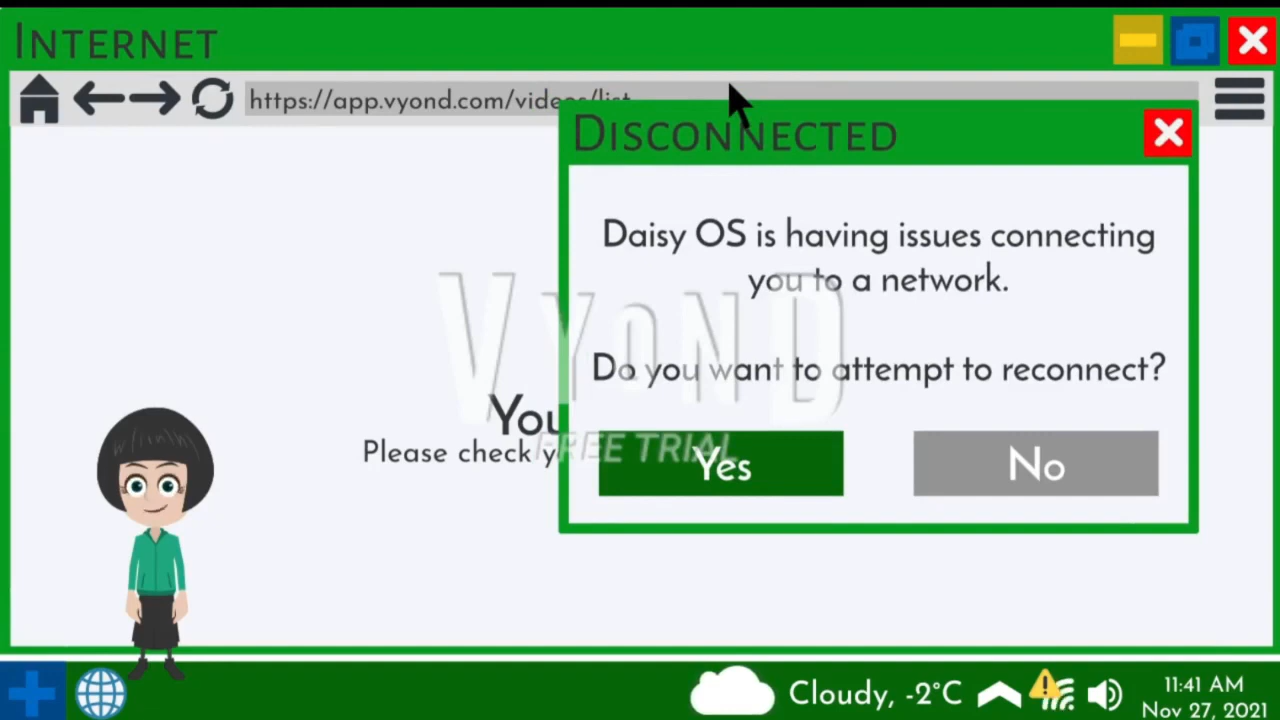 Internet
https://app.vyond.com/videos/list
Disconnected
Daisy OS is having issues connecting
you to a network.
Do you want to attempt to reconnect?
Yes
No
You
Please check
VYOND
FREE TRIAL
Cloudy, -2°C
11:41 AM
Nov 27, 2021